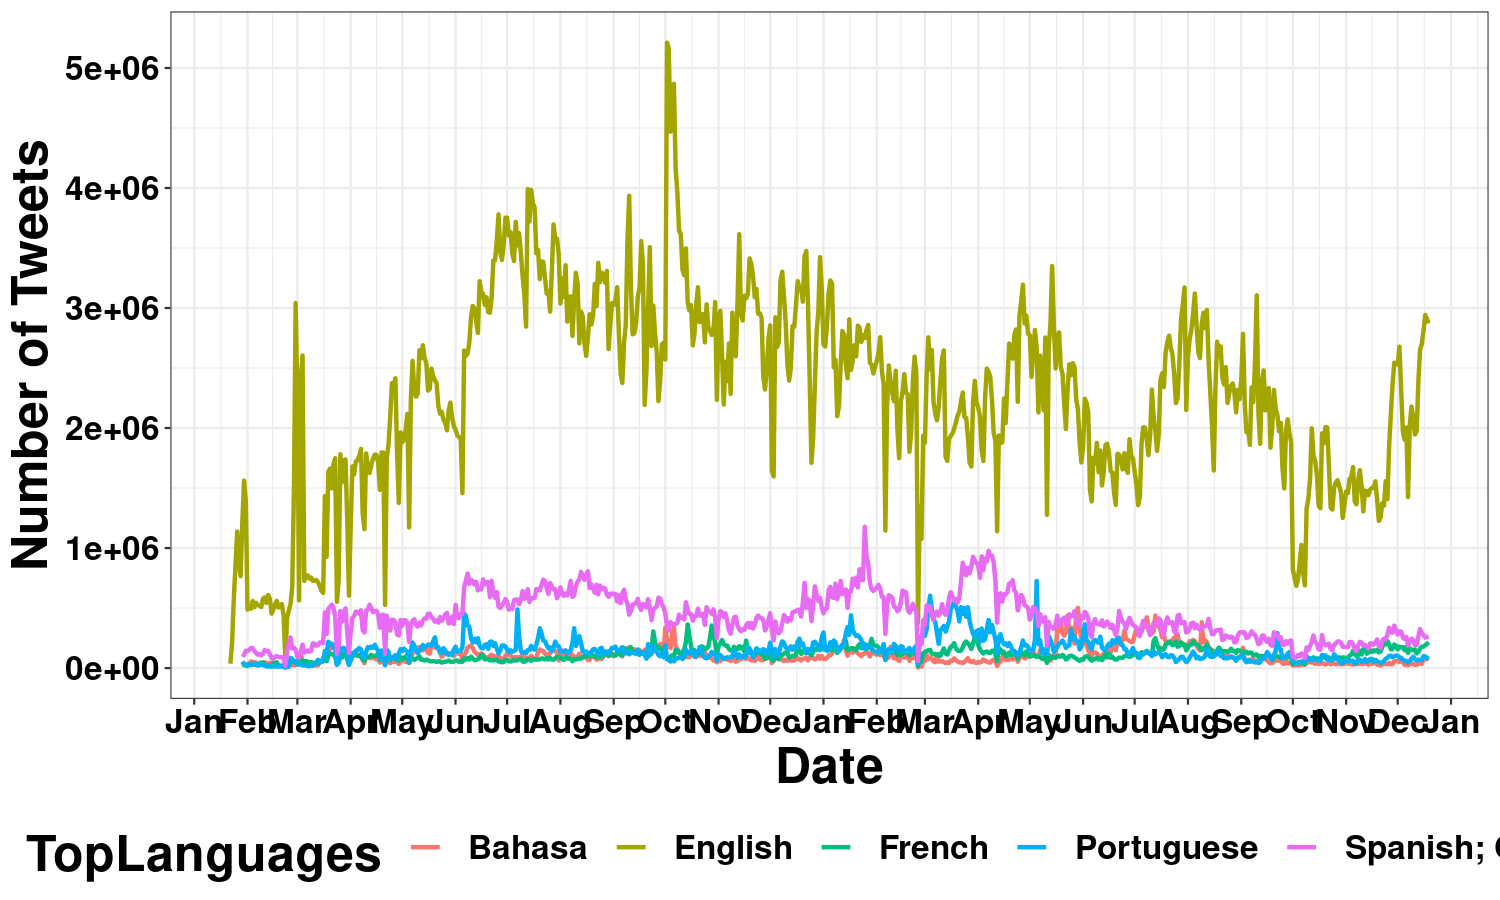 Number of Tweets
5e+06
4e+06
3e+06
2e+06
1e+06
0e+00
Jan Feb Mar Apr May Jun Jul Aug Sep Oct Nov Dec Jan Feb Mar Apr May Jun Jul Aug Sep Oct Nov Dec Jan
Date
TopLanguages Bahasa English French Portuguese Spanish;